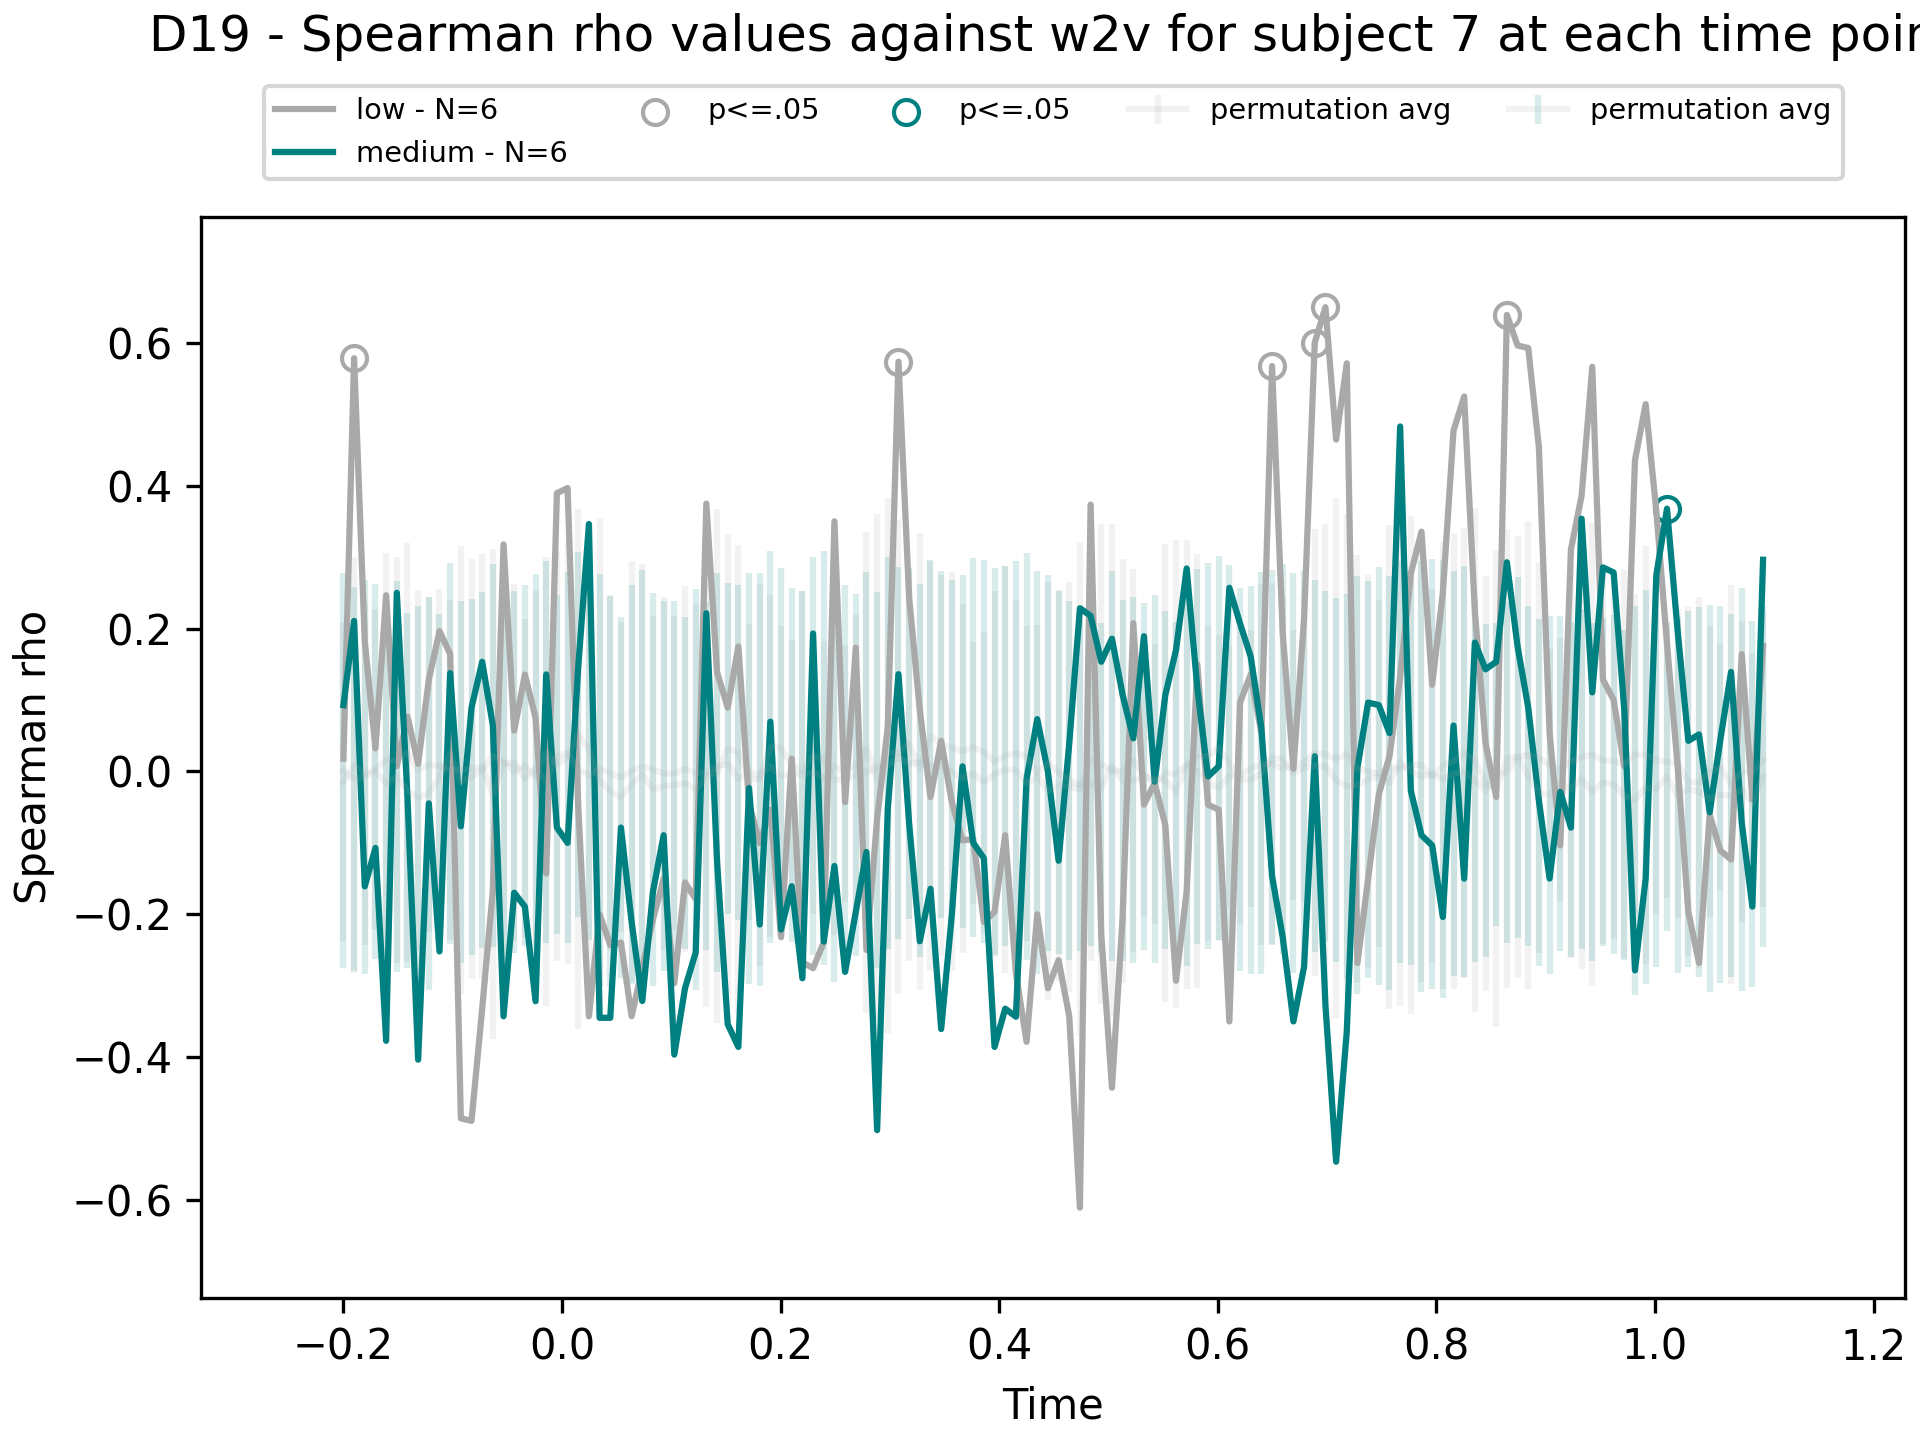 D19 - Spearman rho values against w2v for subject 7 at each time
low - N=6 p<=.05 p<=.05 permutation avg permutation avg
medium - N=6
Spearman rho
0.6
0.4
0.2
0.0
−0.2
−0.4
−0.6
−0.2 0.0 0.2 0.4 0.6 0.8 1.0 1.2
Time